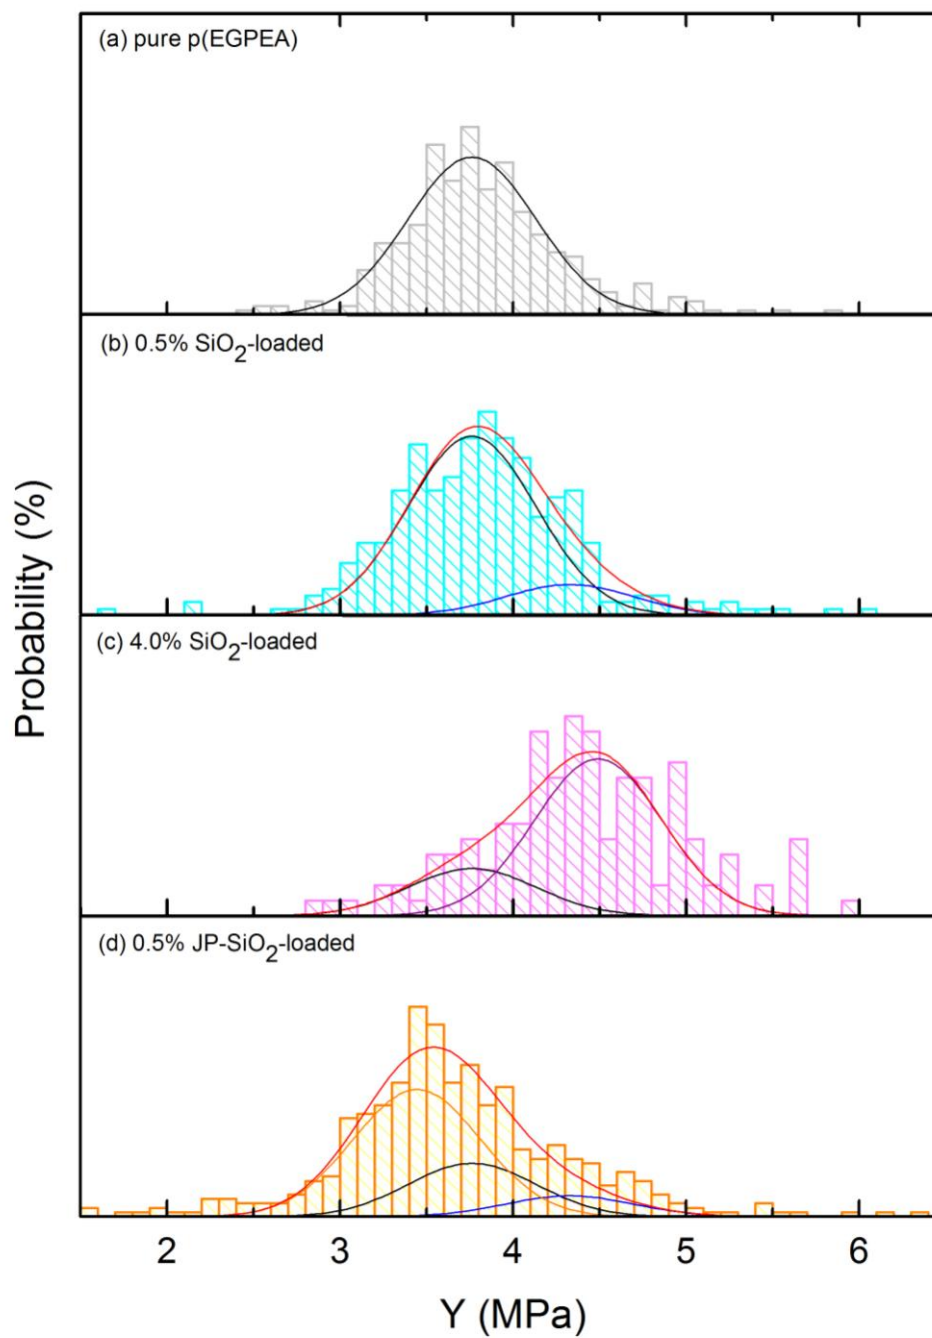 (a) pure p(EGPEA)
(b) 0.5% SiO₂-loaded
(c) 4.0% SiO₂-loaded
(d) 0.5% JP-SiO₂-loaded
Probability (%)
2 3 4 5 6
Y (MPa)